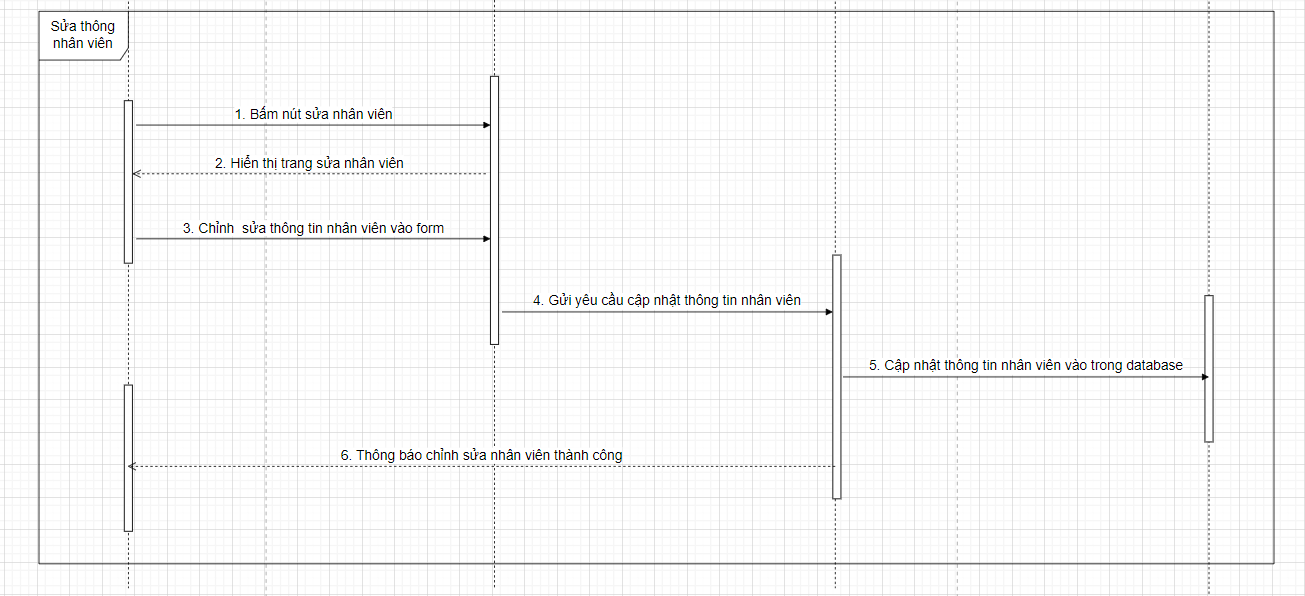 Sửa thông
nhân viên
1. Bấm nút sửa nhân viên
2. Hiển thị trang sửa nhân viên
3. Chỉnh  sửa thông tin nhân viên vào form
4. Gửi yêu cầu cập nhật thông tin nhân viên
5. Cập nhật thông tin nhân viên vào trong database
6. Thông báo chỉnh sửa nhân viên thành công